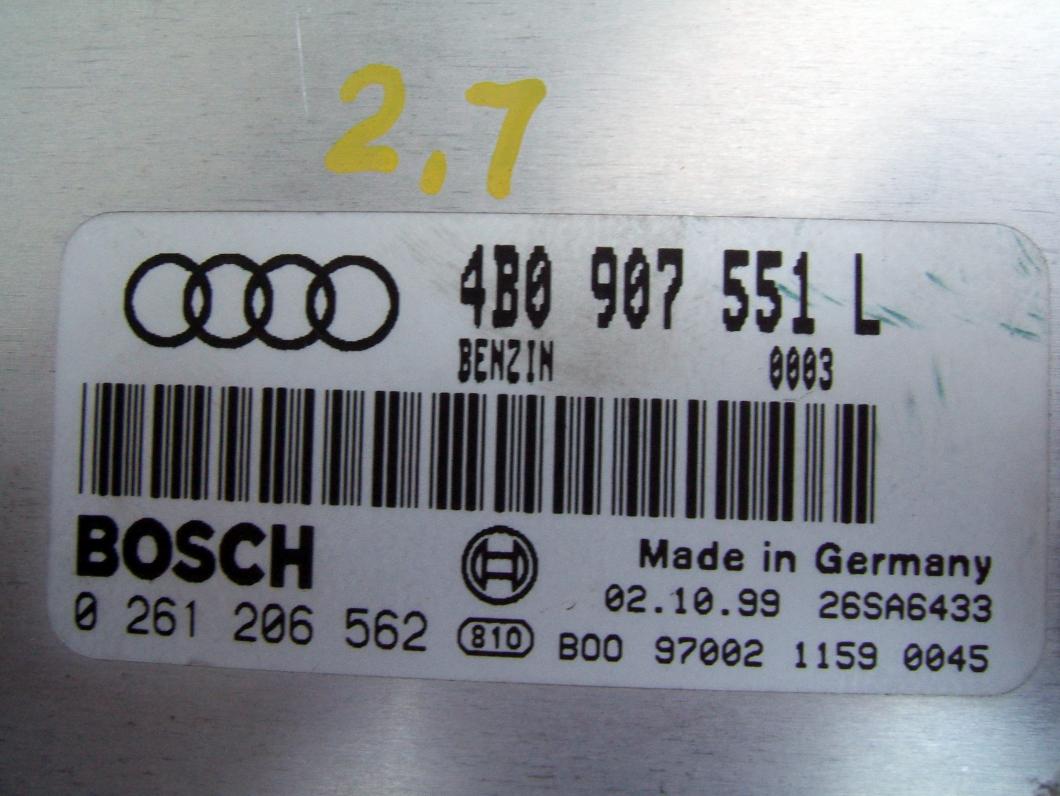 2,7
4B0 907 551 L
BENZIN 0003
BOSCH
Made in Germany
02.10.99 26SA6433
0 261 206 562 810 B00 97002 1159 0045